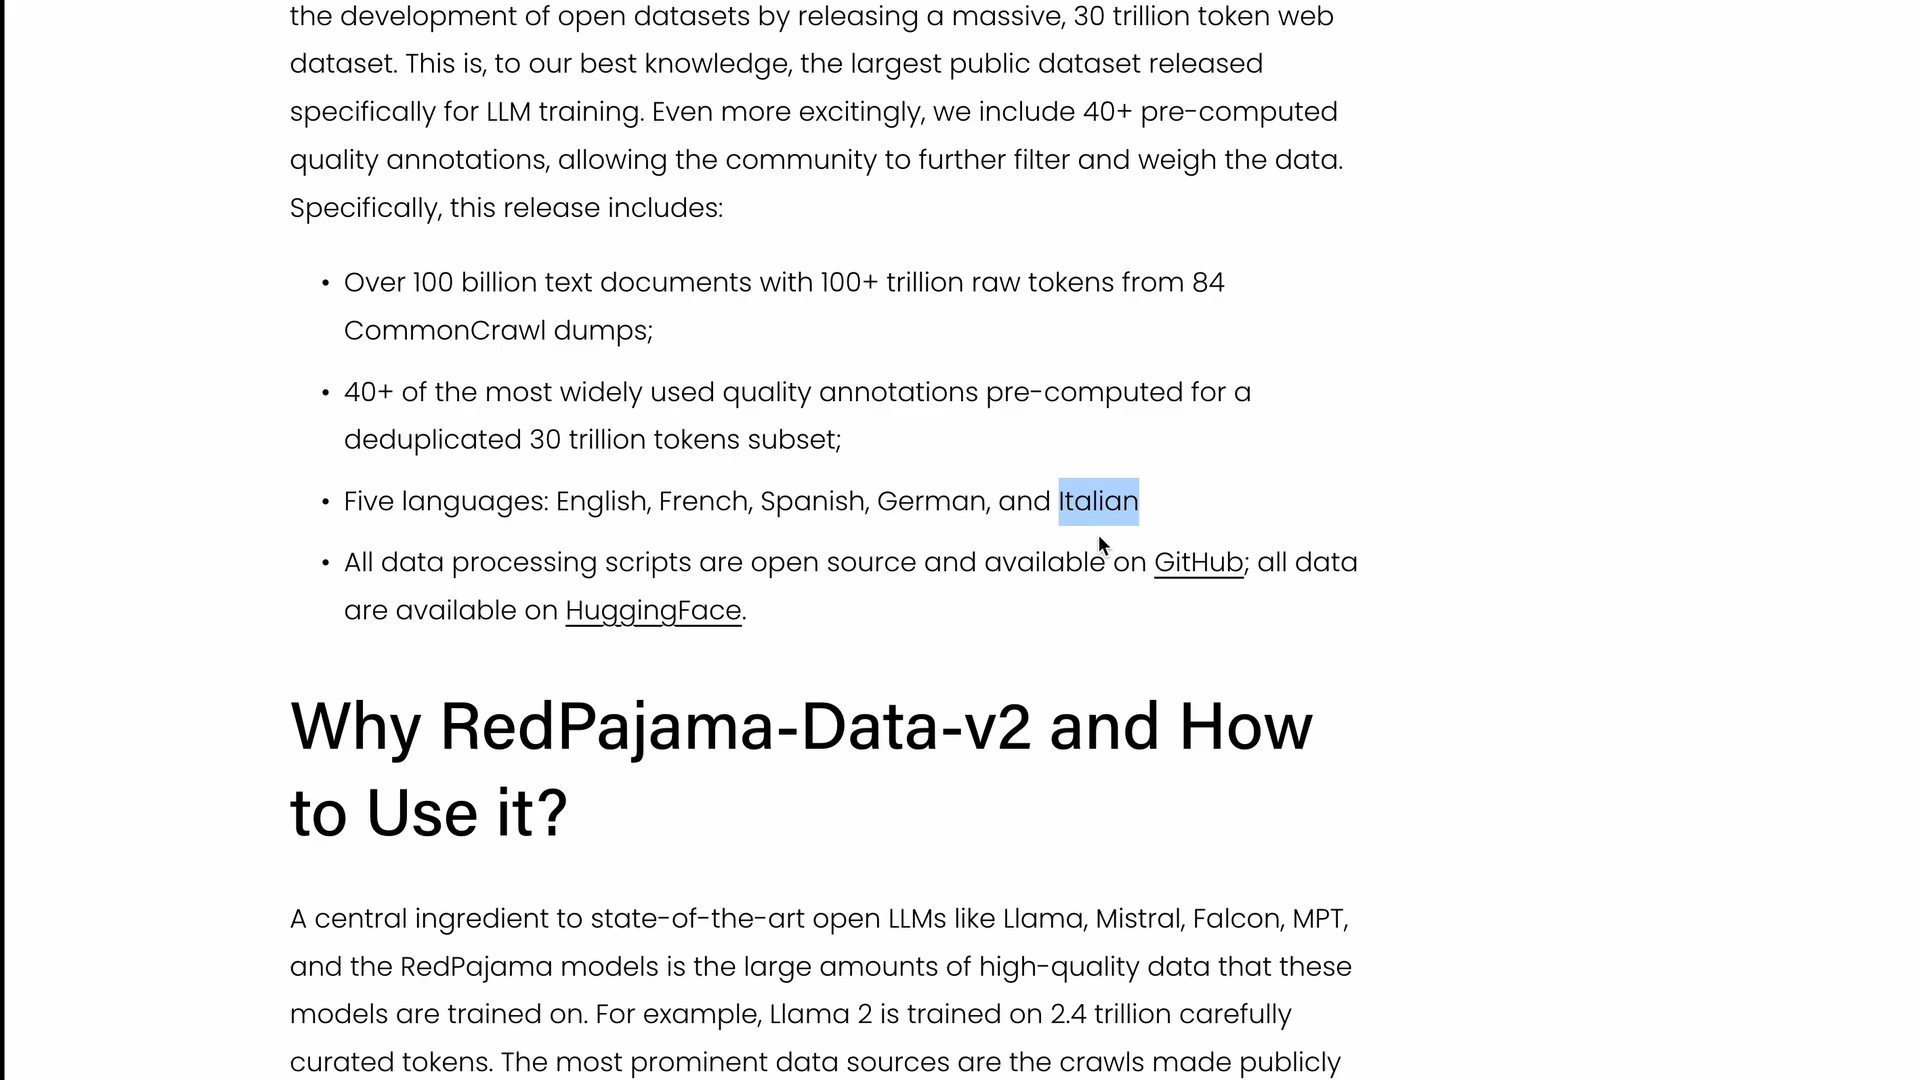 the development of open datasets by releasing a massive, 30 trillion token web
dataset. This is, to our best knowledge, the largest public dataset released
specifically for LLM training. Even more excitingly, we include 40+ pre-computed
quality annotations, allowing the community to further filter and weigh the data.
Specifically, this release includes:
• Over 100 billion text documents with 100+ trillion raw tokens from 84
CommonCrawl dumps;
• 40+ of the most widely used quality annotations pre-computed for a
deduplicated 30 trillion tokens subset;
• Five languages: English, French, Spanish, German, and Italian
• All data processing scripts are open source and available on GitHub; all data
are available on HuggingFace.
Why RedPajama-Data-v2 and How
to Use it?
A central ingredient to state-of-the-art open LLMs like Llama, Mistral, Falcon, MPT,
and the RedPajama models is the large amounts of high-quality data that these
models are trained on. For example, Llama 2 is trained on 2.4 trillion carefully
curated tokens. The most prominent data sources are the crawls made publicly